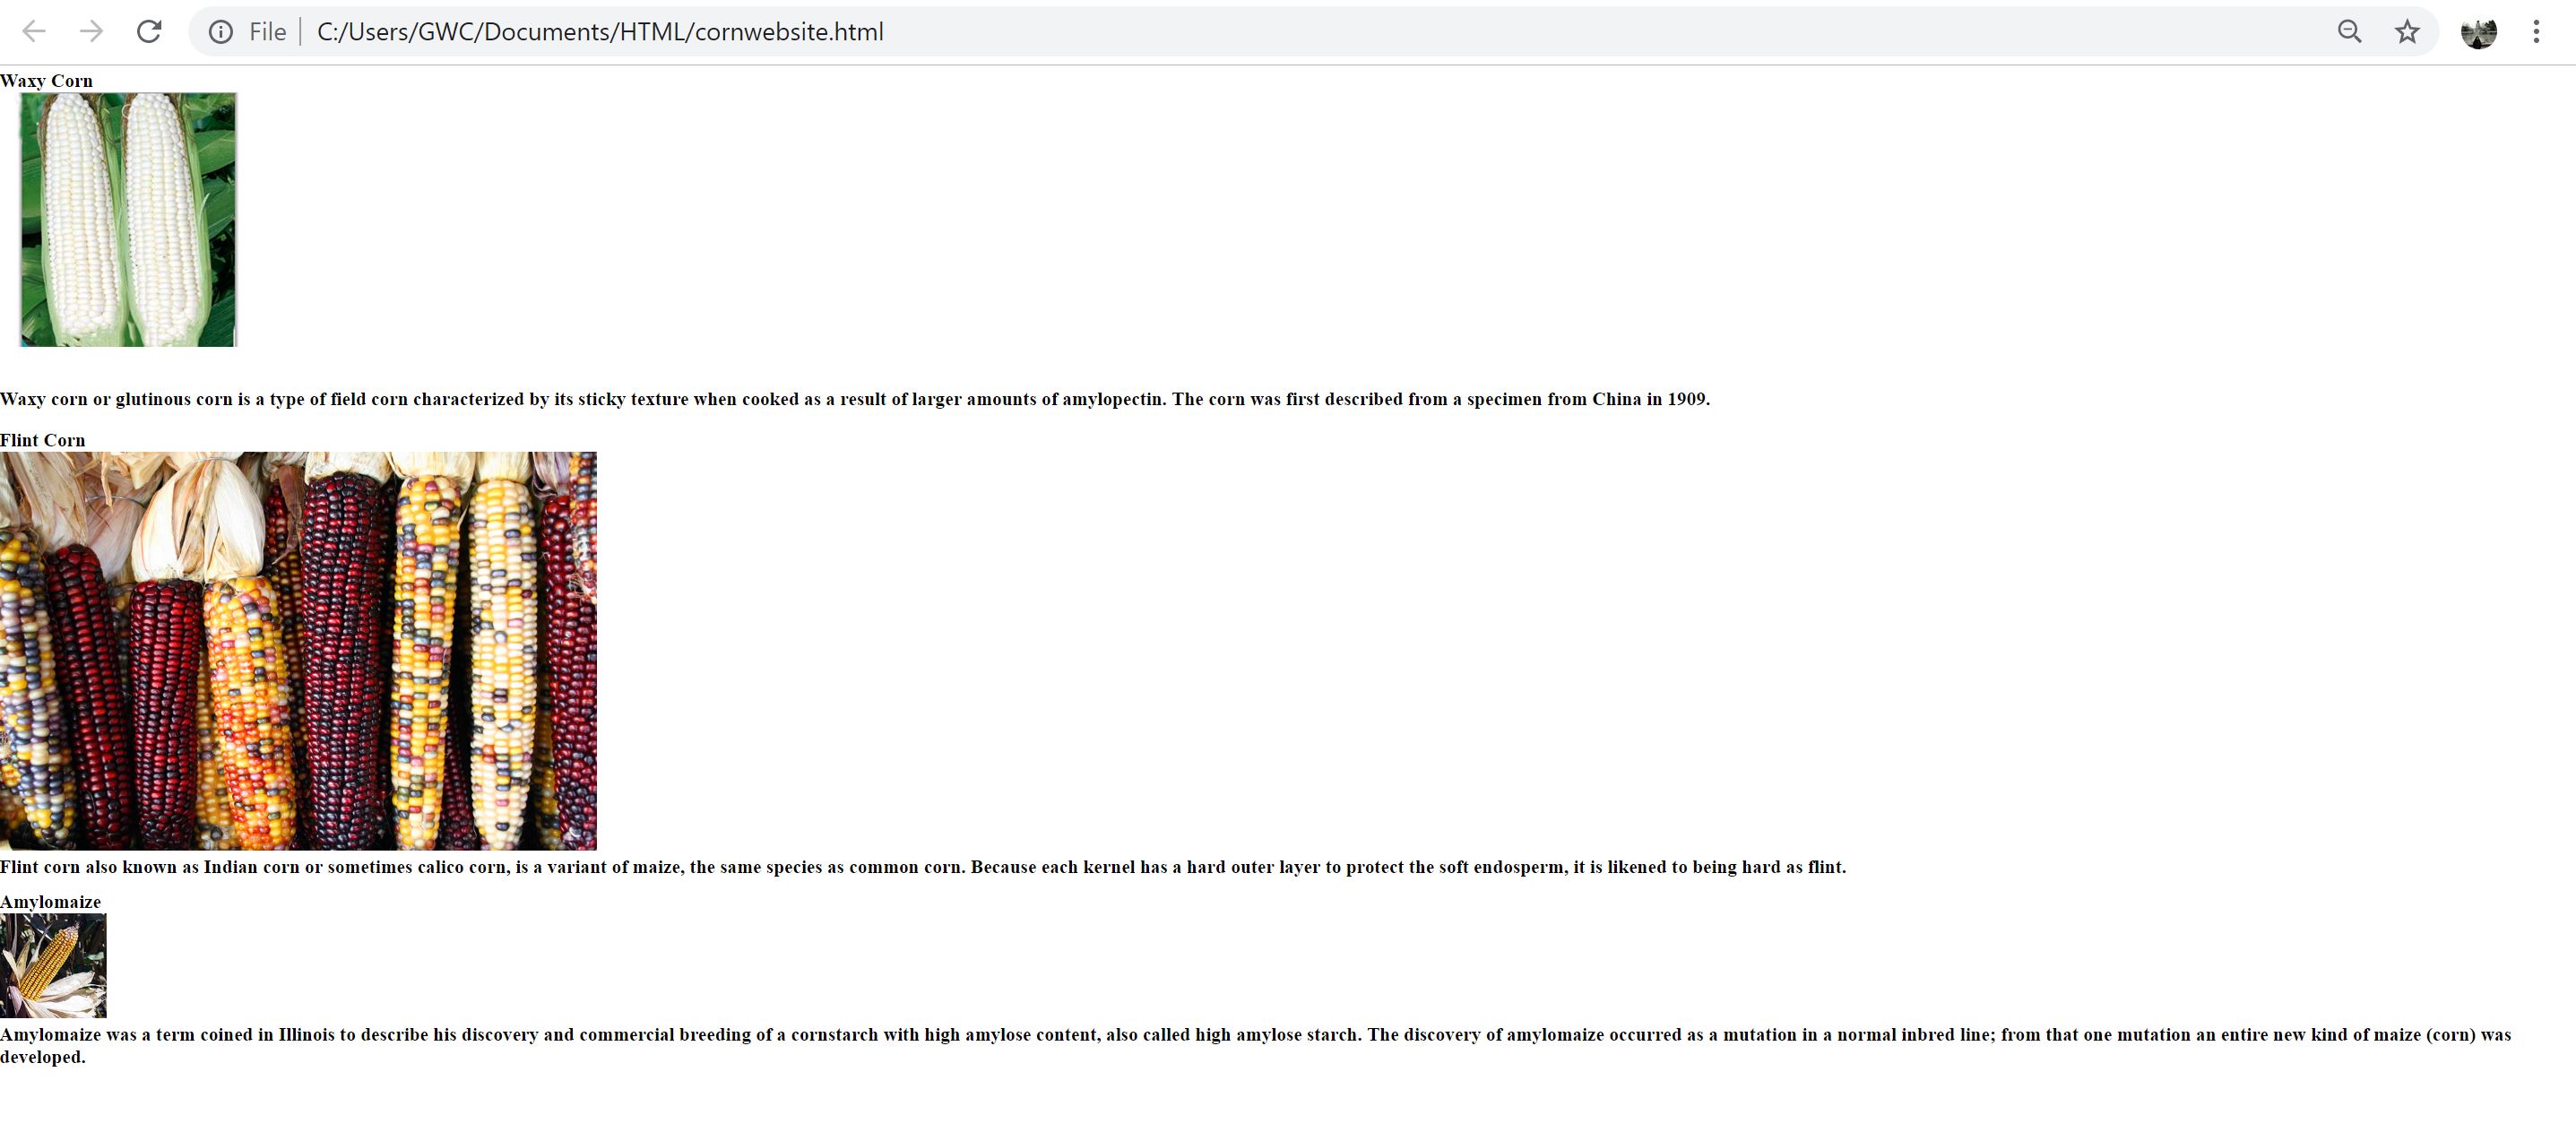 File | C:/Users/GWC/Documents/HTML/cornwebsite.html
Waxy Corn
Waxy corn or glutinous corn is a type of field corn characterized by its sticky texture when cooked as a result of larger amounts of amylopectin. The corn was first described from a specimen from China in 1909.
Flint Corn
Flint corn also known as Indian corn or sometimes calico corn, is a variant of maize, the same species as common corn. Because each kernel has a hard outer layer to protect the soft endosperm, it is likened to being hard as flint.
Amylomaize
Amylomaize was a term coined in Illinois to describe his discovery and commercial breeding of a cornstarch with high amylose content, also called high amylose starch. The discovery of amylomaize occurred as a mutation in a normal inbred line; from that one mutation an entire new kind of maize (corn) was
developed.